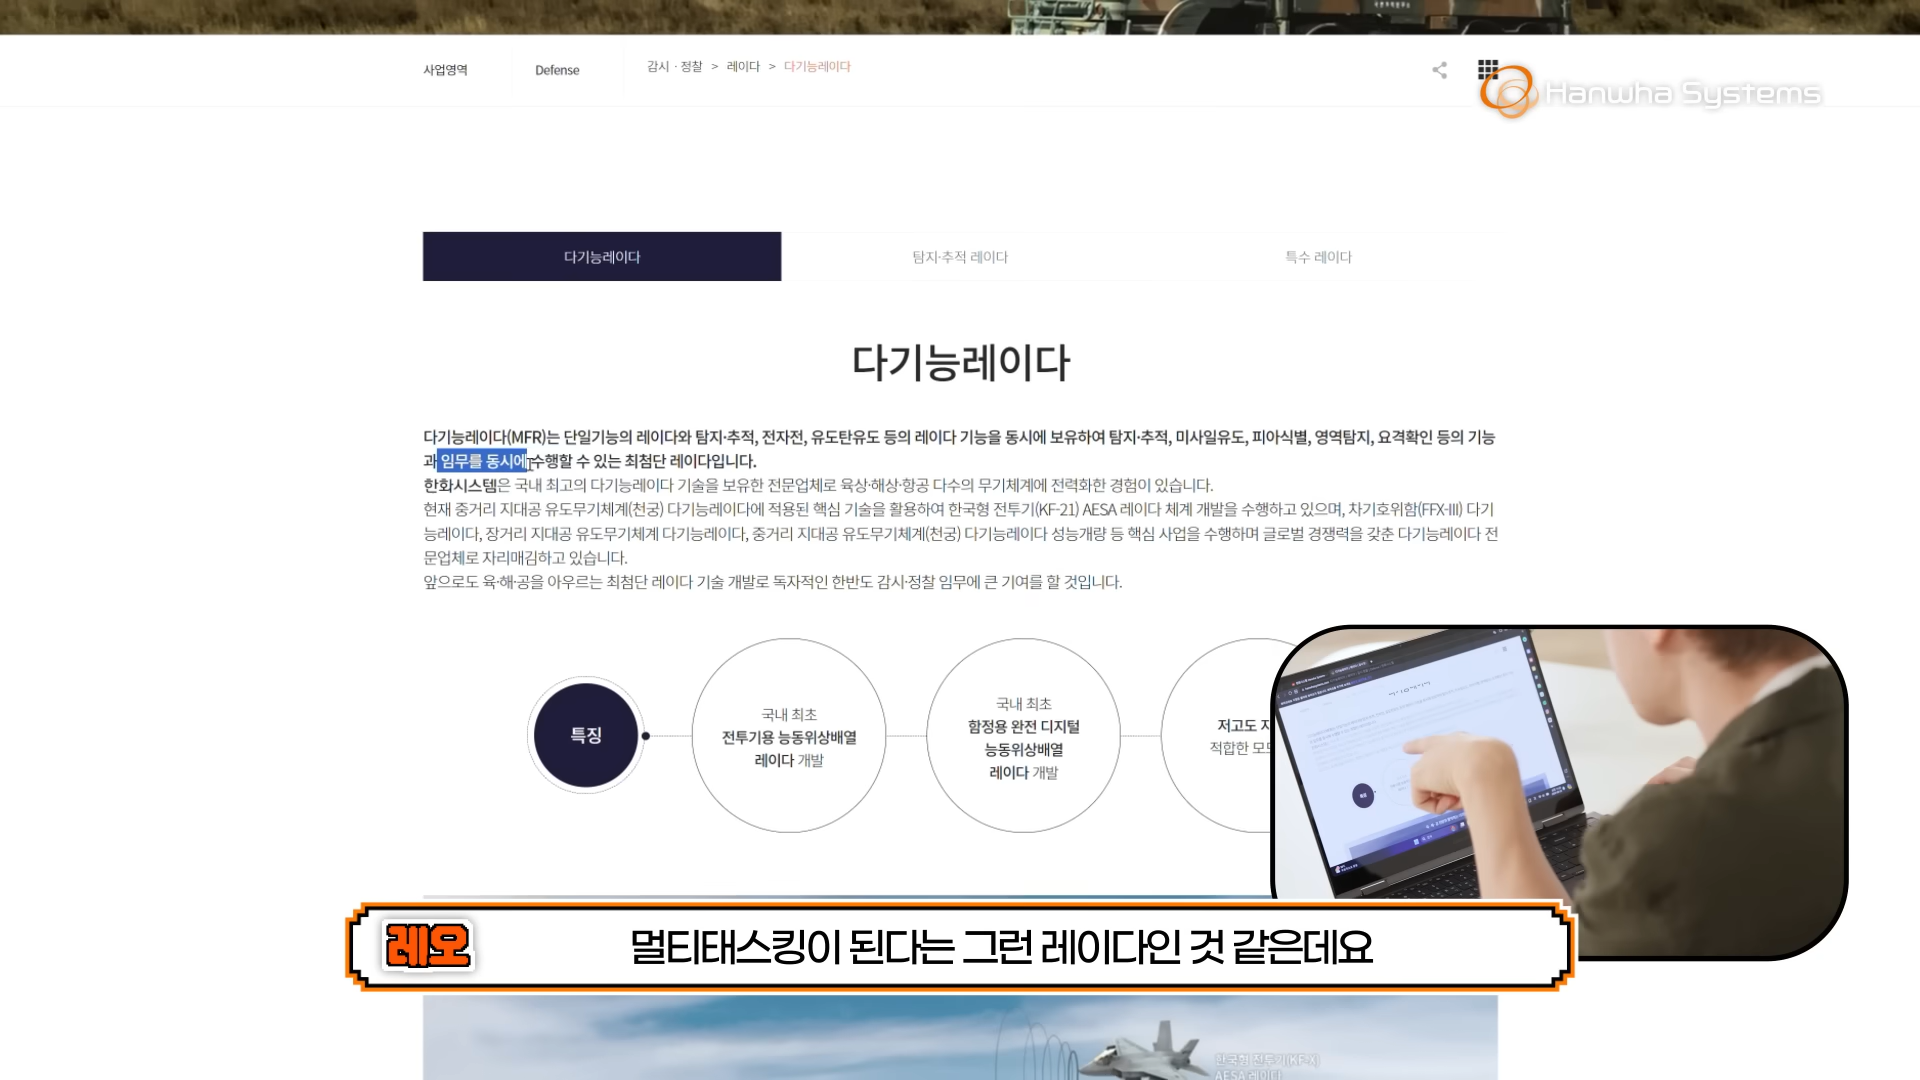 사업영역
Defense
감시 · 정찰 > 레이다 > 다기능레이다
Hanwha Systems
다기능레이다
탐지·추적 레이다
특수 레이다
다기능레이다
다기능레이다(MFR)는 단일기능의 레이다와 탐지·추적, 전자전, 유도탄유도 등의 레이다 기능을 동시에 보유하여 탐지·추적, 미사일유도, 피아식별, 영역탐지, 요격확인 등의 기능
과 임무를 동시에 수행할 수 있는 최첨단 레이다입니다.
한화시스템은 국내 최고의 다기능레이다 기술을 보유한 전문업체로 육상·해상·항공 다수의 무기체계에 전력화한 경험이 있습니다.
현재 중거리 지대공 유도무기체계(천궁) 다기능레이다에 적용된 핵심 기술을 활용하여 한국형 전투기(KF-21) AESA 레이다 체계 개발을 수행하고 있으며, 차기호위함(FFX-III) 다기
능레이다, 장거리 지대공 유도무기체계 다기능레이다, 중거리 지대공 유도무기체계(천궁) 다기능레이다 성능개량 등 핵심 사업을 수행하며 글로벌 경쟁력을 갖춘 다기능레이다 전
문업체로 자리매김하고 있습니다.
앞으로도 육·해·공을 아우르는 최첨단 레이다 기술 개발로 독자적인 한반도 감시·정찰 임무에 큰 기여를 할 것입니다.
특징
국내 최초
전투기용 능동위상배열
레이다 개발
국내 최초
함정용 완전 디지털
능동위상배열
레이다 개발
저고도
적합한
레오
멀티태스킹이 된다는 그런 레이다인 것 같은데요
한국형 전투기(KF-X)
AESA 레이다